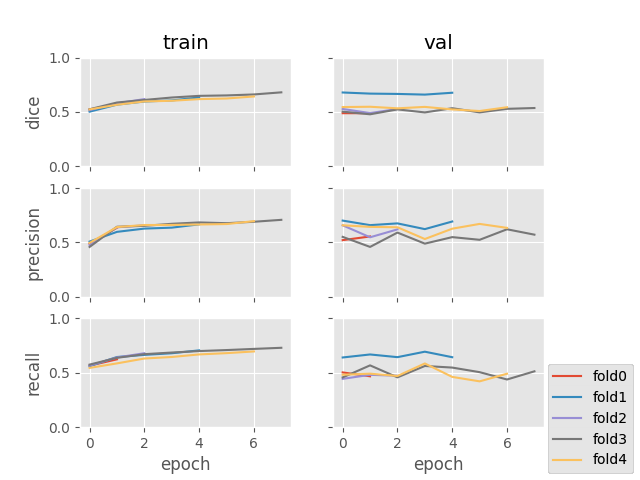 train val
dice
1.0
0.5
0.0
precision
1.0
0.5
0.0
recall
1.0
0.5
0.0
0 2 4 6
0 2 4 6
epoch epoch
fold0
fold1
fold2
fold3
fold4